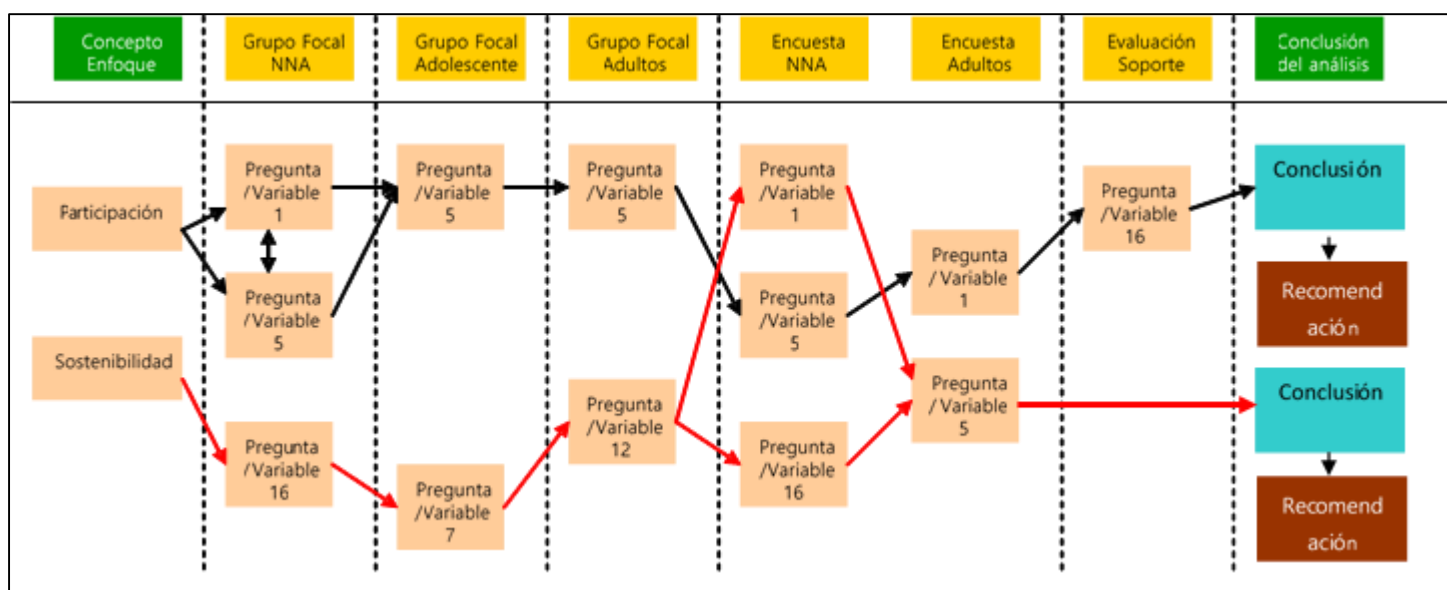 Concepto
Enfoque
Grupo Focal
NNA
Grupo Focal
Adolescente
Grupo Focal
Adultos
Encuesta
NNA
Encuesta
Adultos
Evaluación
Soporte
Conclusión
del análisis
Participación
Sostenibilidad
Pregunta
/Variable
1
Pregunta
/Variable
5
Pregunta
/Variable
16
Pregunta
/Variable
5
Pregunta
/Variable
7
Pregunta
/Variable
5
Pregunta
/Variable
12
Pregunta
/Variable
1
Pregunta
/Variable
5
Pregunta
/Variable
16
Pregunta
/ Variable
1
Pregunta
/ Variable
5
Pregunta
/Variable
16
Conclusión
Recomend
ación
Conclusión
Recomend
ación